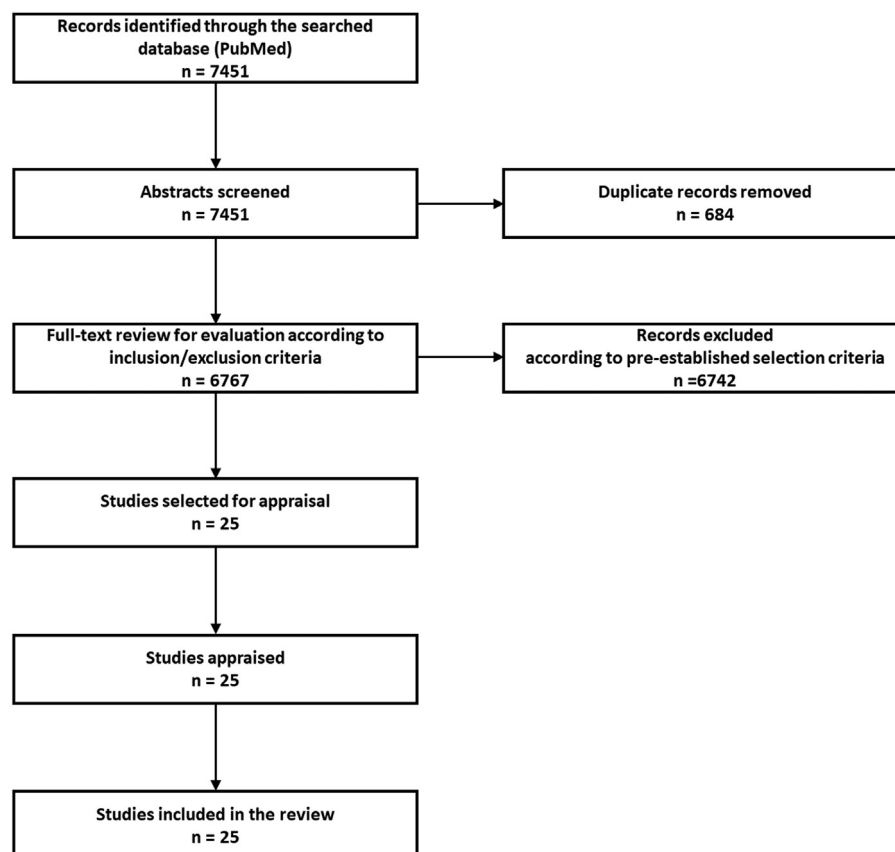 Records identified through the searched
database (PubMed)
n = 7451
Abstracts screened
n = 7451
Duplicate records removed
n = 684
Full-text review for evaluation according to
inclusion/exclusion criteria
n = 6767
Records excluded
according to pre-established selection criteria
n =6742
Studies selected for appraisal
n = 25
Studies appraised
n = 25
Studies included in the review
n = 25